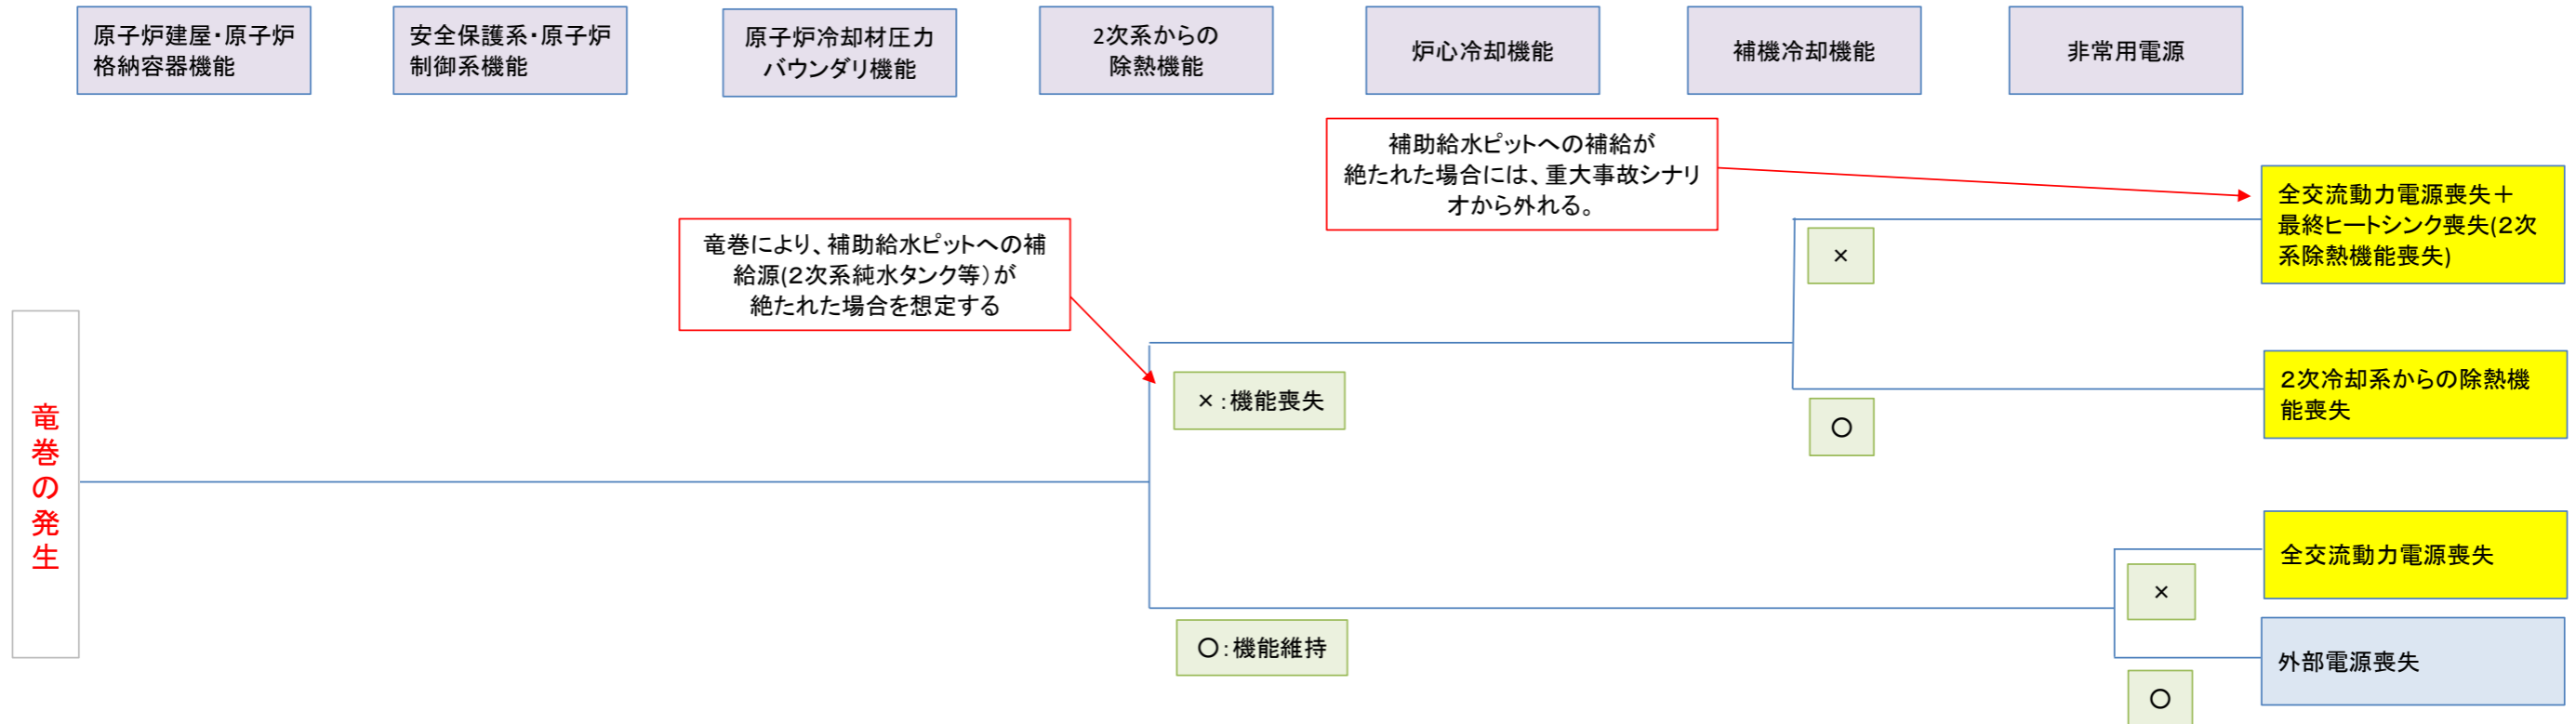 原子炉建屋・原子炉
格納容器機能
安全保護系・原子炉
制御系機能
原子炉冷却材圧力
バウンダリ機能
2次系からの
除熱機能
炉心冷却機能
補機冷却機能
非常用電源
補助給水ピットへの補給が
絶たれた場合には、重大事故シナリ
オから外れる。
竜巻により、補助給水ピットへの補
給源(2次系純水タンク等)が
絶たれた場合を想定する
全交流動力電源喪失＋
最終ヒートシンク喪失(２次
系除熱機能喪失)
×
×:機能喪失
２次冷却系からの除熱機
能喪失
○
竜巻の発生
全交流動力電源喪失
×
○:機能維持
外部電源喪失
○